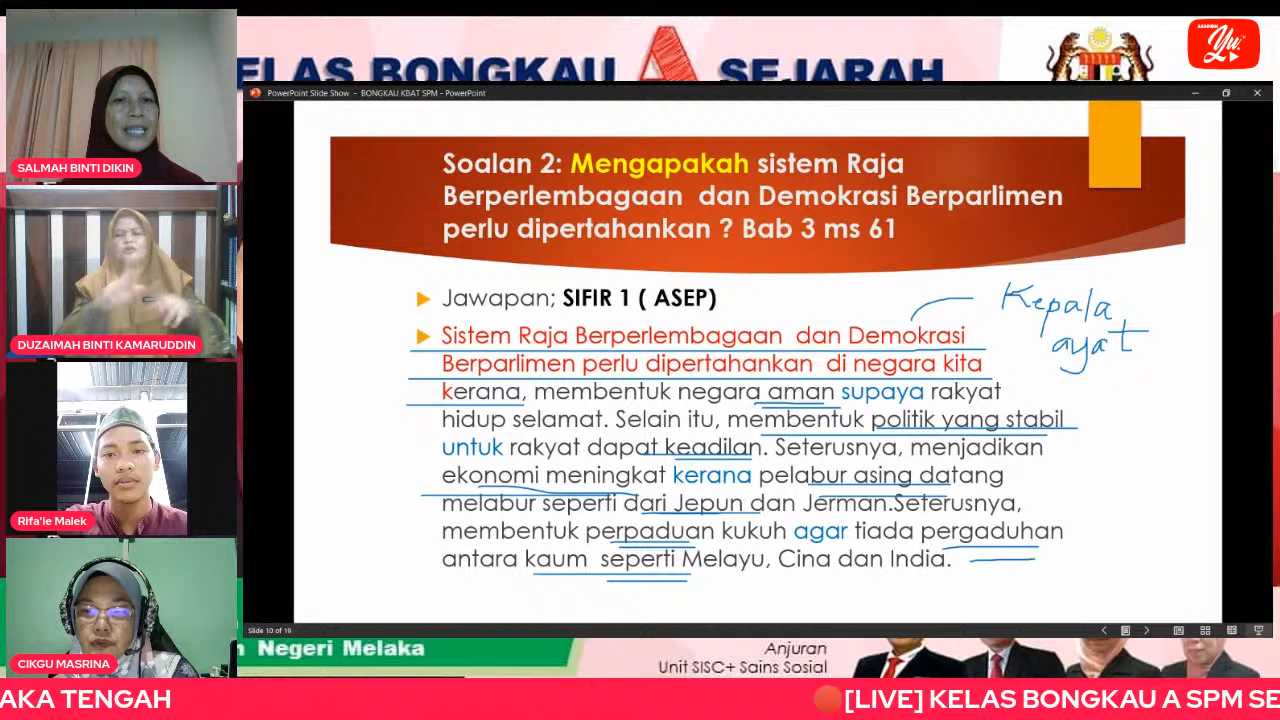 KELAS BONGKAU A SEJARAH
AKADEMI
Yu
PowerPoint Slide Show - BONGKAU KBAT SPM - PowerPoint
SALMAH BINTI DIKIN
DUZAIMAH BINTI KAMARUDDIN
Rifa'ie Malek
CIKGU MASRINA
Soalan 2: Mengapakah sistem Raja
Berperlembagaan dan Demokrasi Berparlimen
perlu dipertahankan ? Bab 3 ms 61
Jawapan; SIFIR 1 ( ASEP)
Kepala
ayat
Sistem Raja Berperlembagaan dan Demokrasi
Berparlimen perlu dipertahankan di negara kita
kerana, membentuk negara aman supaya rakyat
hidup selamat. Selain itu, membentuk politik yang stabil
untuk rakyat dapat keadilan. Seterusnya, menjadikan
ekonomi meningkat kerana pelabur asing datang
melabur seperti dari Jepun dan Jerman.Seterusnya,
membentuk perpaduan kukuh agar tiada pergaduhan
antara kaum seperti Melayu, Cina dan India.
Slide 10 of 19
n Negeri Melaka
Anjuran
Unit SISC+ Sains Sosial
AKA TENGAH
[LIVE] KELAS BONGKAU A SPM SE